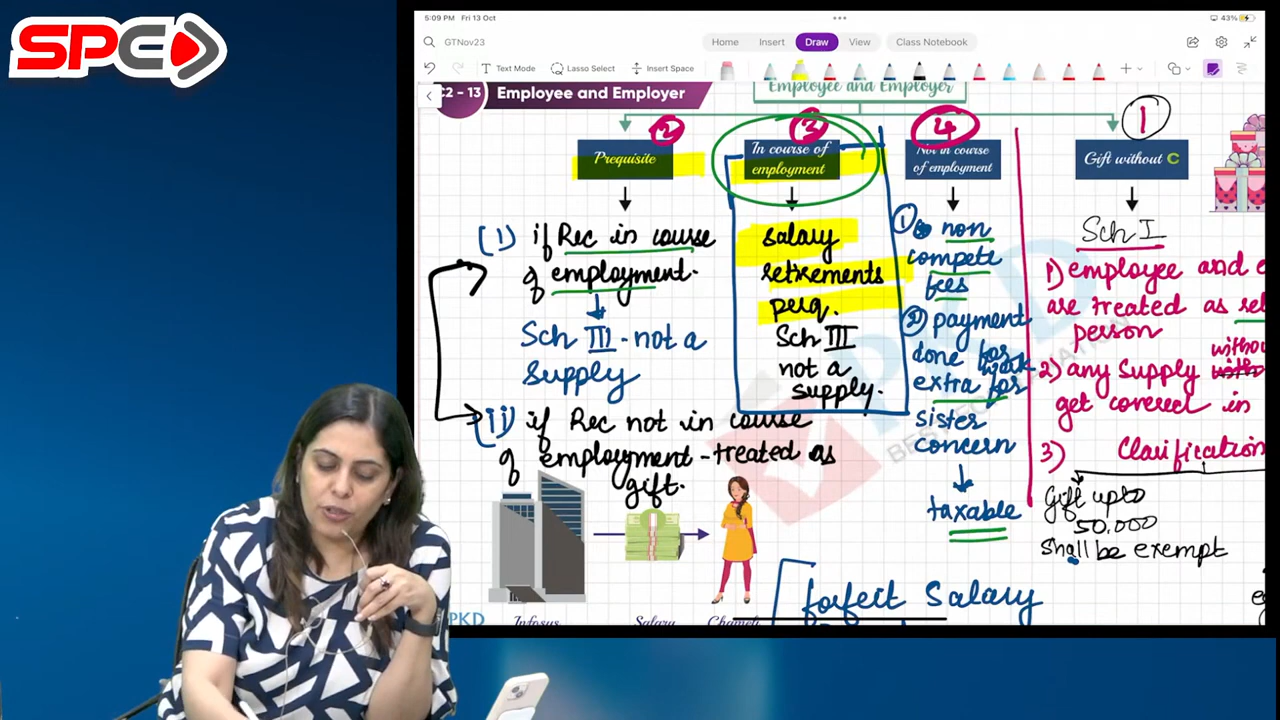 SPE
5:09 PM Fri 13 Oct
43%
GTNov23
Home Insert Draw View Class Notebook
Text Mode Lasso Select Insert Space
C2 - 13 Employee and Employer
Employee and Employer
2
3
4
1
Prequisite
In course of
employment
Not in course
of employment
Gift without C
(i) if Rec in course
of employment.
Sch III - not a
supply
(ii) if Rec not in course
of employment - treated as
gift.
salary
retirements
perq.
Sch III
not a
supply.
① non
compete
fees
② payment
done for
work
extra for
sister
concern
taxable
Sch I
1) employee and
are treated as
person
without
2) any Supply with
get covered in
3) Clarification
Gift upto
50,000
Shall be exempt
forfeit Salary
PKD
Infosus
Salary
Chameli